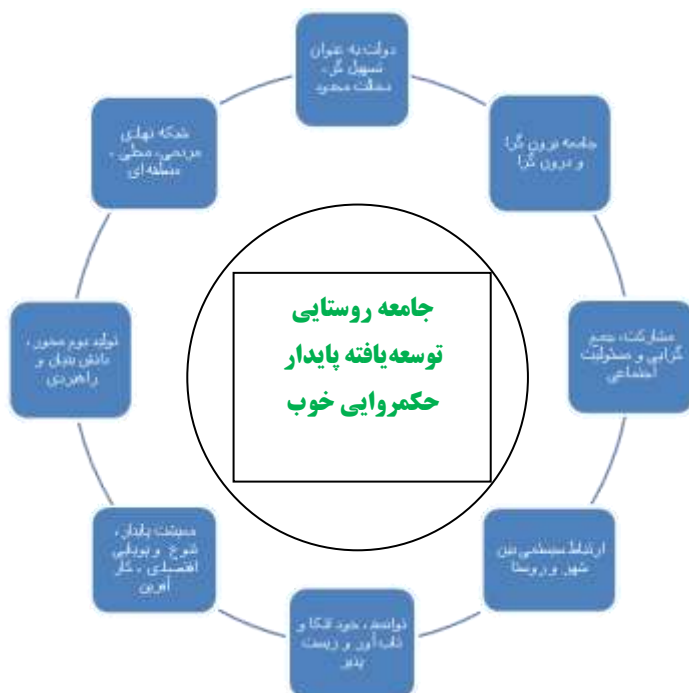 دولت به عنوان
تسهیل گر ،
دخالت محدود
جامعه برون گرا
و درون گرا
مشارکت، جمع
گرایی و مسئولیت
اجتماعی
ارتباط سیستمی بین
شهر و روستا
توانمند ، خود اتکا و
تاب آور و زیست
پذیر
معیشت پایدار ،
تنوع و پویایی
اقتصادی ، کار
آفرین
تولید بوم محور ،
دانش بنیان و
راهبردی
شبکه نهادی
مردمی، محلی ،
منطقه ای
جامعه روستایی
توسعه‌یافته پایدار
حکمروایی خوب